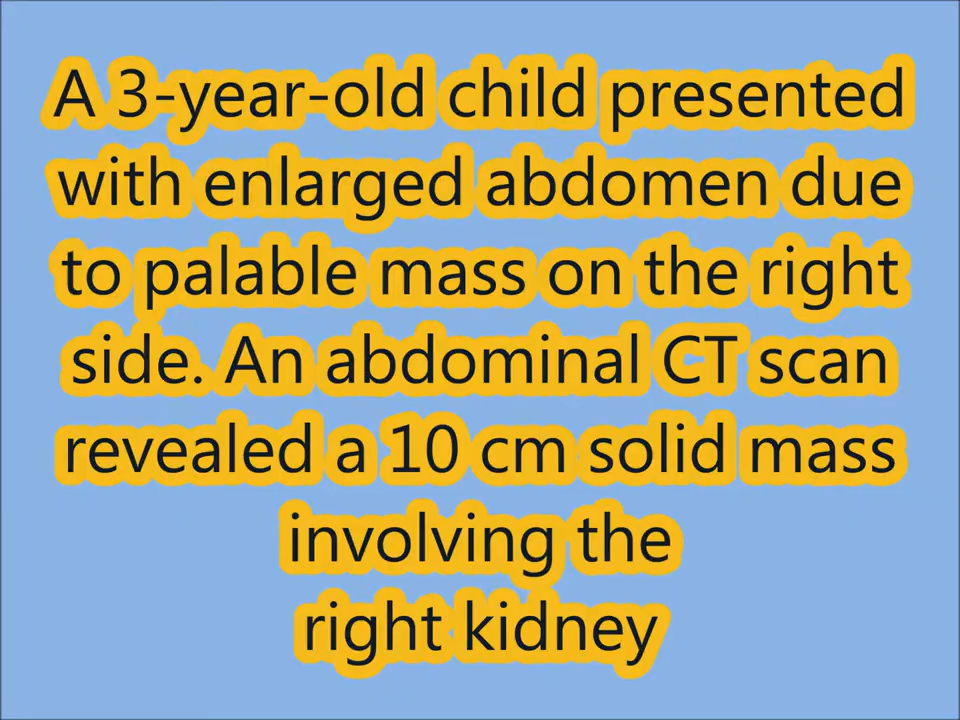 A 3-year-old child presented
with enlarged abdomen due
to palable mass on the right
side. An abdominal CT scan
revealed a 10 cm solid mass
involving the
right kidney